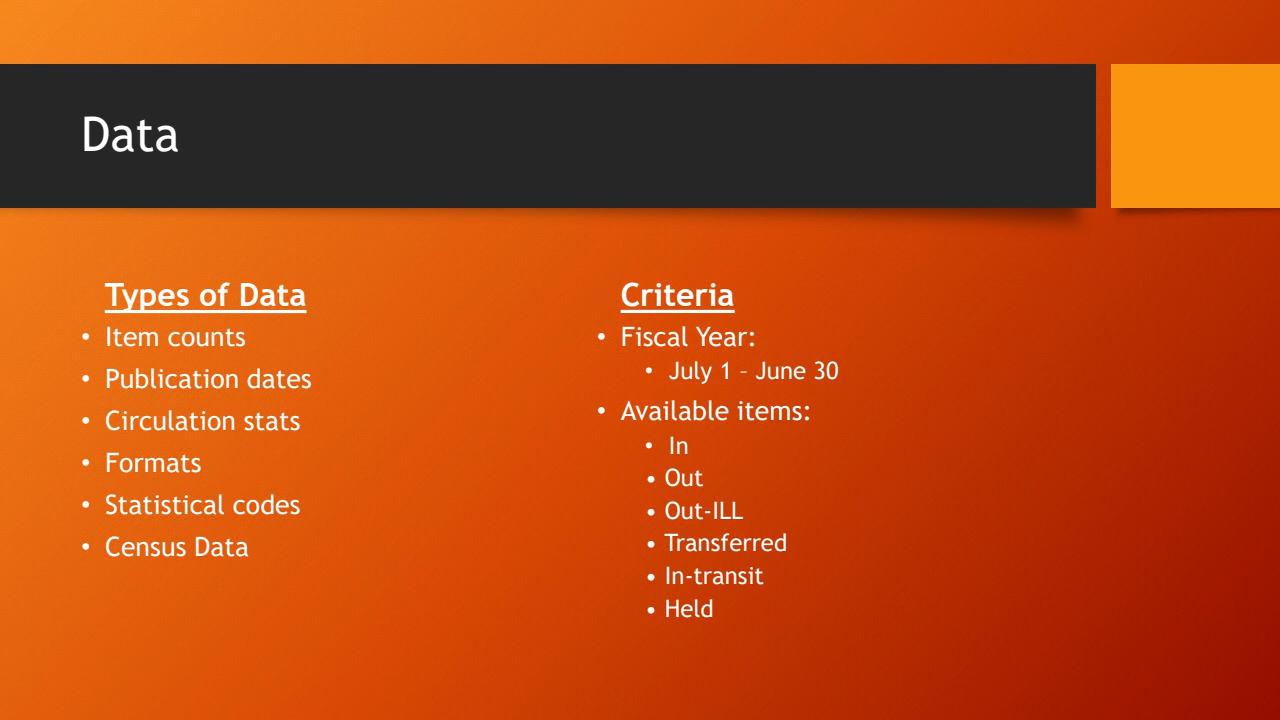 Data
Types of Data
• Item counts
• Publication dates
• Circulation stats
• Formats
• Statistical codes
• Census Data
Criteria
• Fiscal Year:
• July 1 – June 30
• Available items:
• In
• Out
• Out-ILL
• Transferred
• In-transit
• Held